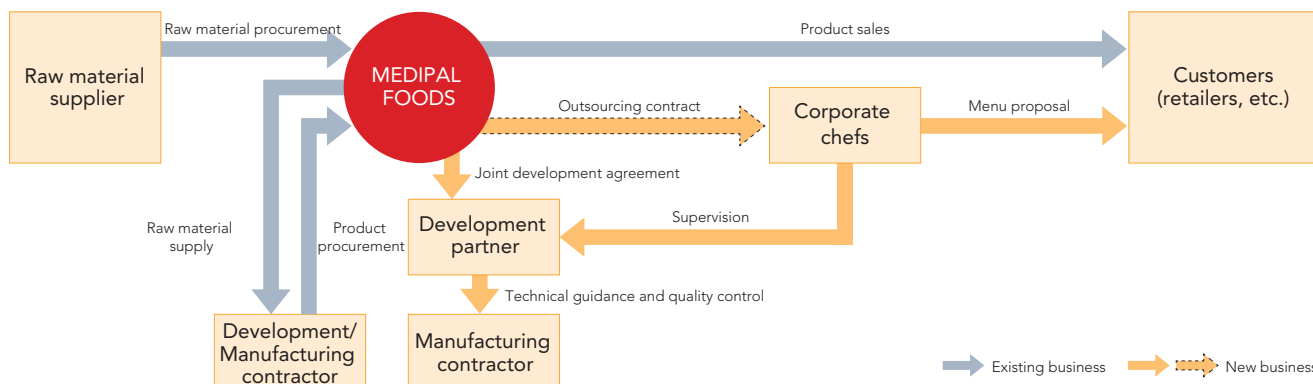 Raw material procurement
Product sales
Raw material
supplier
MEDIPAL
FOODS
Customers
(retailers, etc.)
Outsourcing contract
Corporate
chefs
Menu proposal
Joint development agreement
Raw material
supply
Product
procurement
Development
partner
Supervision
Technical guidance and quality control
Development/
Manufacturing
contractor
Manufacturing
contractor
Existing business
New business